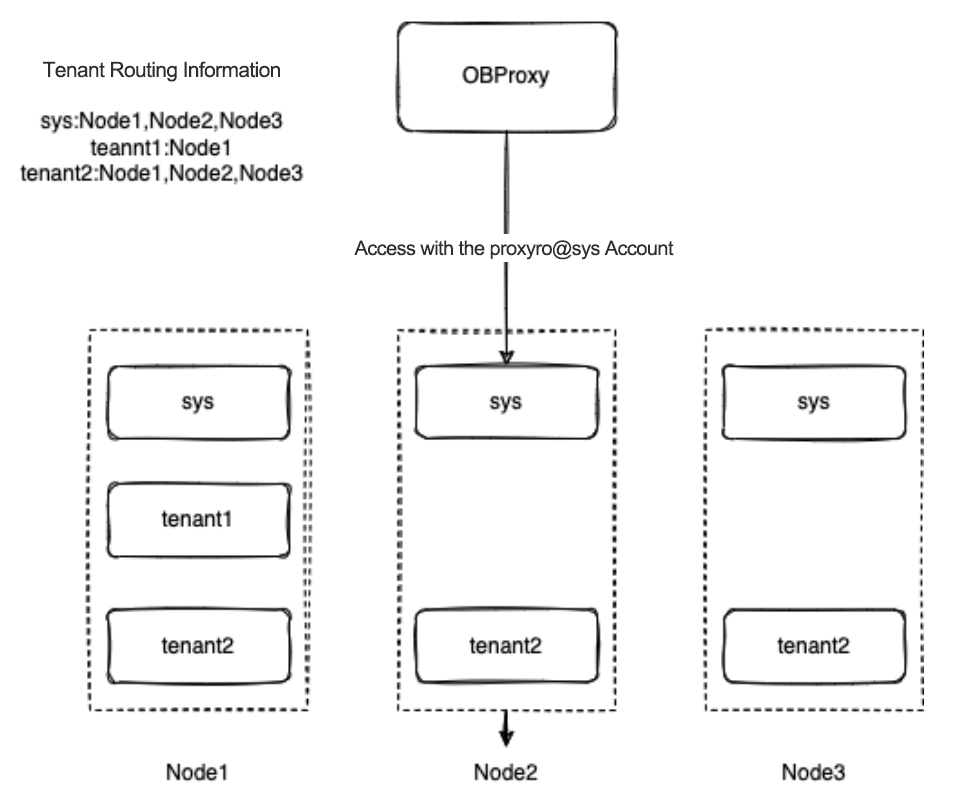 Tenant Routing Information
sys:Node1,Node2,Node3
teannt1:Node1
tenant2:Node1,Node2,Node3
OBProxy
Access with the proxyro@sys Account
sys
sys
sys
tenant1
tenant2
tenant2
tenant2
Node1
Node2
Node3